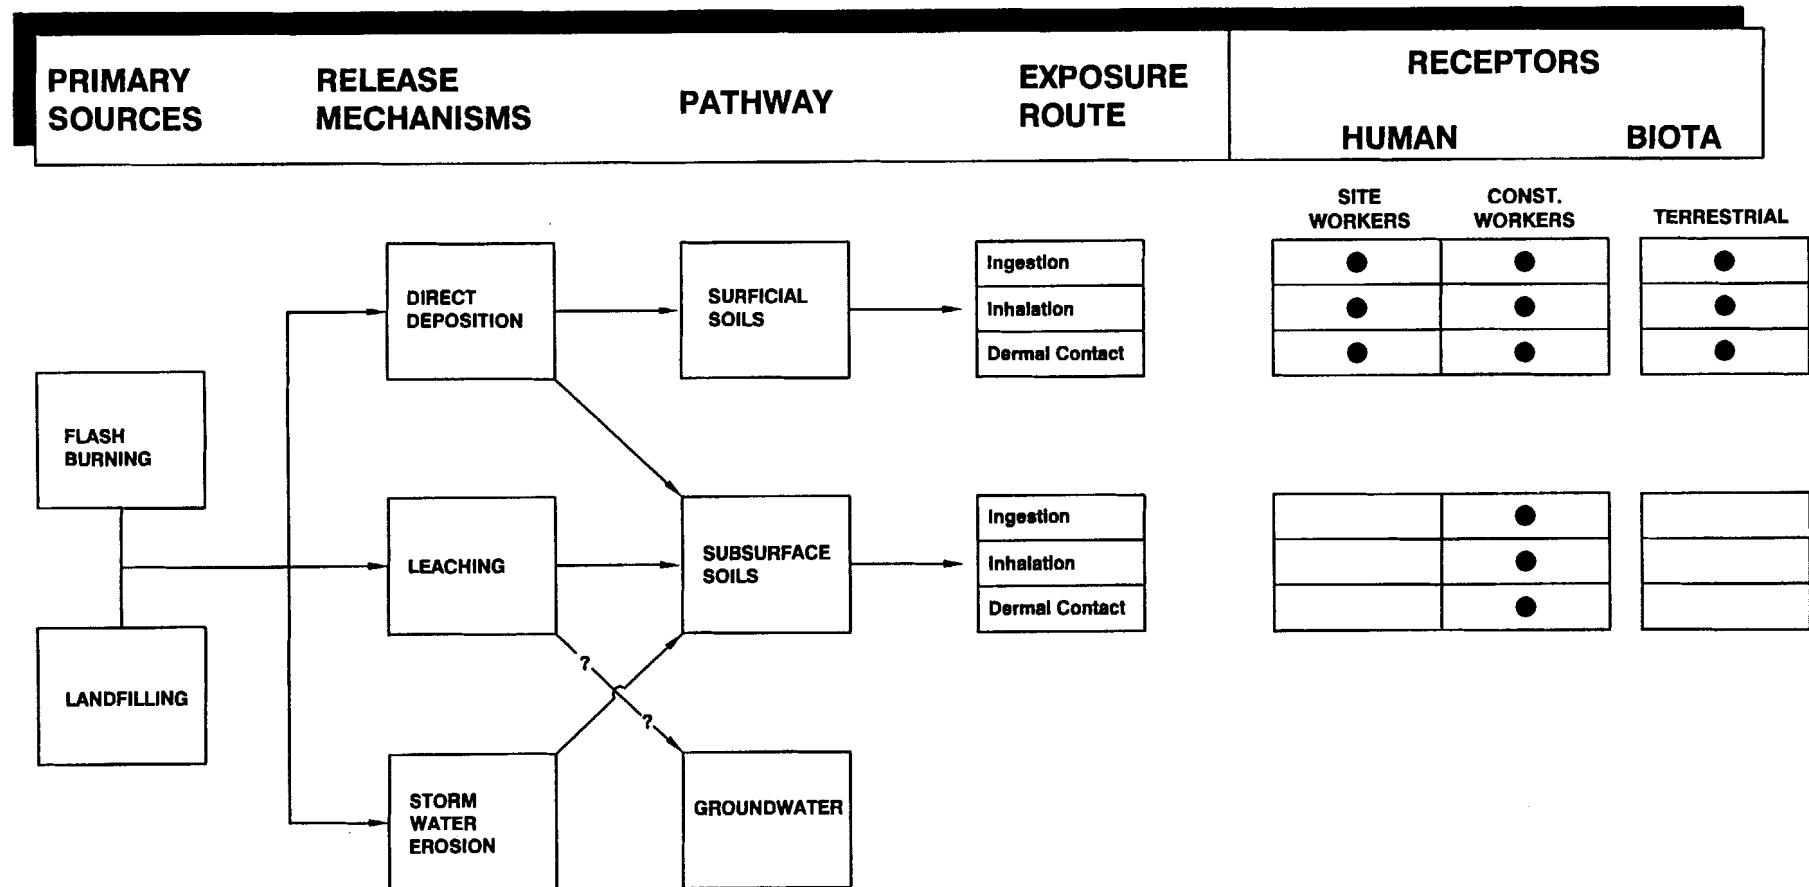 PRIMARY
SOURCES
RELEASE
MECHANISMS
PATHWAY
EXPOSURE
ROUTE
RECEPTORS
HUMAN
BIOTA
SITE
WORKERS
CONST.
WORKERS
TERRESTRIAL
DIRECT
DEPOSITION
SURFICIAL
SOILS
Ingestion
Inhalation
Dermal Contact
FLASH
BURNING
LEACHING
SUBSURFACE
SOILS
Ingestion
Inhalation
Dermal Contact
?
?
LANDFILLING
STORM
WATER
EROSION
GROUNDWATER